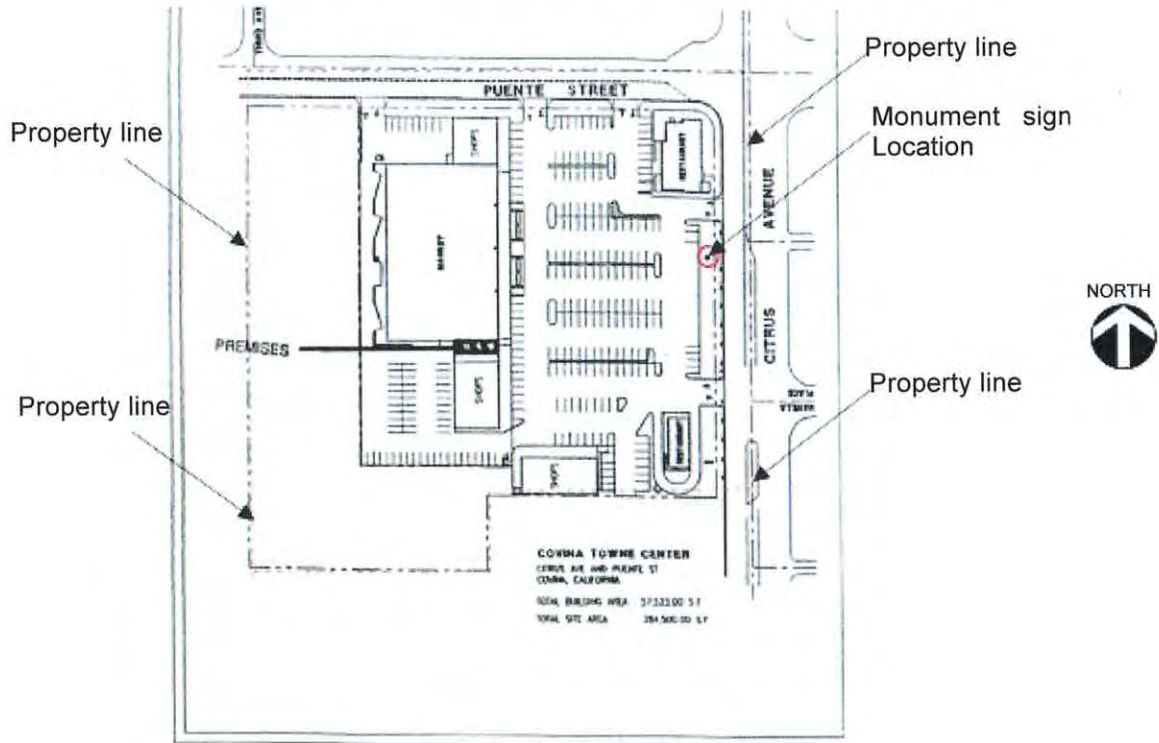 Property line
PUENTE STREET
Property line
Monument sign
Location
SHOPS
RESTAURANT
AVENUE
MARKET
NORTH
CITRUS
PREMISES
Property line
SHOPS
Property line
SHOPS
COVINA TOWNE CENTER
CITRUS AVE AND PUENTE ST
COVINA, CALIFORNIA
TOTAL BUILDING AREA
TOTAL SITE AREA